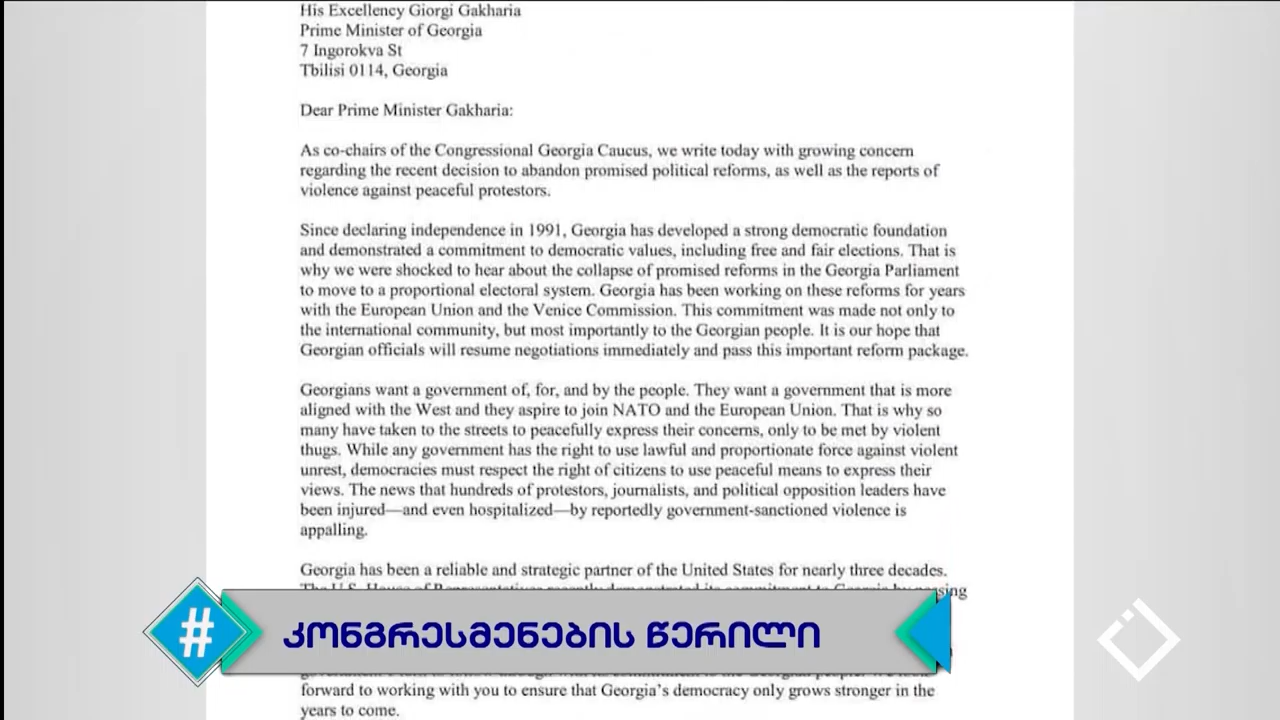 His Excellency Giorgi Gakharia
Prime Minister of Georgia
7 Ingorokva St
Tbilisi 0114, Georgia
Dear Prime Minister Gakharia:
As co-chairs of the Congressional Georgia Caucus, we write today with growing concern
regarding the recent decision to abandon promised political reforms, as well as the reports of
violence against peaceful protestors.
Since declaring independence in 1991, Georgia has developed a strong democratic foundation
and demonstrated a commitment to democratic values, including free and fair elections. That is
why we were shocked to hear about the collapse of promised reforms in the Georgia Parliament
to move to a proportional electoral system. Georgia has been working on these reforms for years
with the European Union and the Venice Commission. This commitment was made not only to
the international community, but most importantly to the Georgian people. It is our hope that
Georgian officials will resume negotiations immediately and pass this important reform package.
Georgians want a government of, for, and by the people. They want a government that is more
aligned with the West and they aspire to join NATO and the European Union. That is why so
many have taken to the streets to peacefully express their concerns, only to be met by violent
thugs. While any government has the right to use lawful and proportionate force against violent
unrest, democracies must respect the right of citizens to use peaceful means to express their
views. The news that hundreds of protestors, journalists, and political opposition leaders have
been injured—and even hospitalized—by reportedly government-sanctioned violence is
appalling.
Georgia has been a reliable and strategic partner of the United States for nearly three decades.
The U.S. House of Representatives recently demonstrated its commitment to Georgia by passing
# კონგრესმენების წერილი
forward to working with you to ensure that Georgia's democracy only grows stronger in the
years to come.